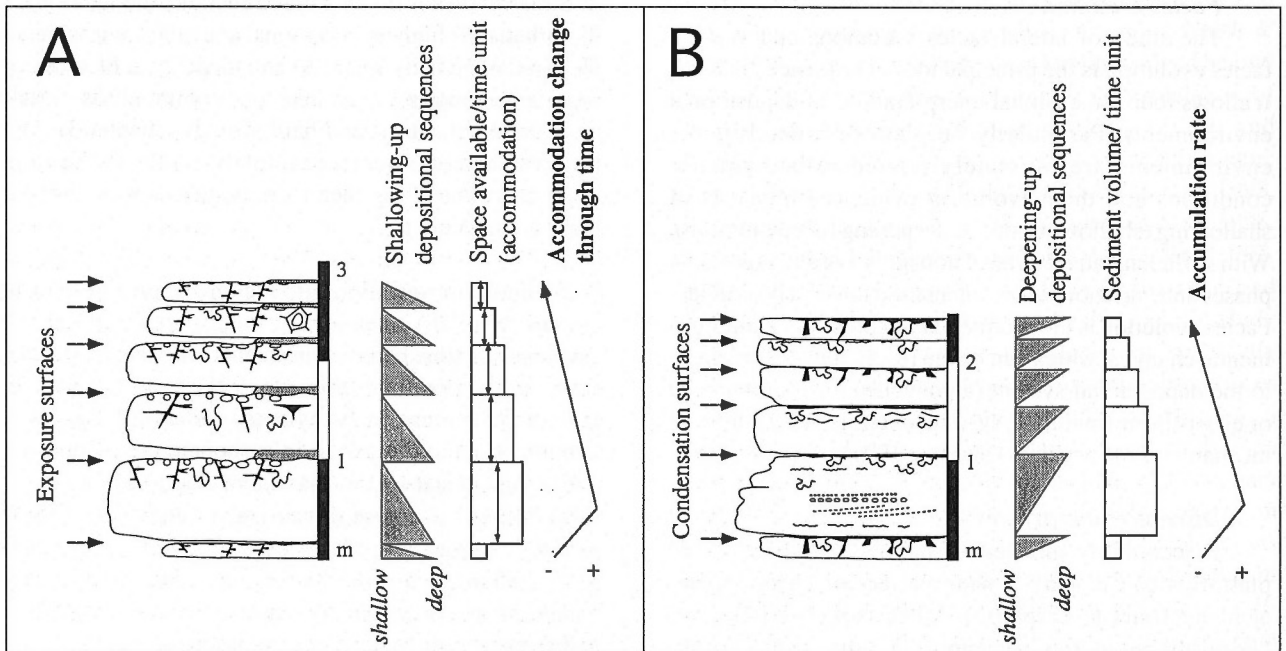 A
Exposure surfaces
3
1
m
shallow
deep
Shallowing-up
depositional sequences
Space available/time unit
(accommodation)
Accommodation change
through time
-
+
B
Condensation surfaces
2
1
m
shallow
deep
Deepening-up
depositional sequences
Sediment volume/ time unit
Accumulation rate
-
+